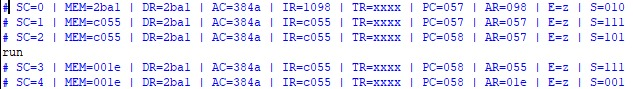 # SC=0 | MEM=2ba1 | DR=2ba1 | AC=384a | IR=1098 | TR=xxxx | PC=057 | AR=098 | E=z | S=010
# SC=1 | MEM=c055 | DR=2ba1 | AC=384a | IR=c055 | TR=xxxx | PC=057 | AR=057 | E=z | S=111
# SC=2 | MEM=c055 | DR=2ba1 | AC=384a | IR=c055 | TR=xxxx | PC=058 | AR=057 | E=z | S=101
run
# SC=3 | MEM=001e | DR=2ba1 | AC=384a | IR=c055 | TR=xxxx | PC=058 | AR=055 | E=z | S=111
# SC=4 | MEM=001e | DR=2ba1 | AC=384a | IR=c055 | TR=xxxx | PC=058 | AR=01e | E=z | S=001